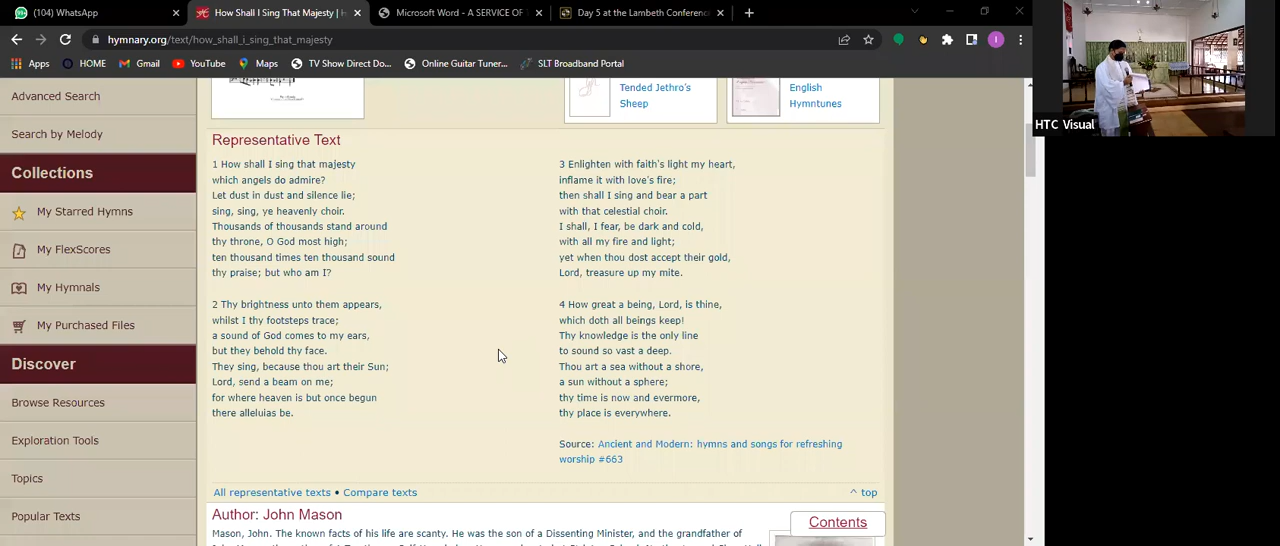 (104) WhatsApp
How Shall I Sing That Majesty | H
Microsoft Word - A SERVICE OF
Day 5 at the Lambeth Conference
hymnary.org/text/how_shall_i_sing_that_majesty
Apps
HOME
Gmail
YouTube
Maps
TV Show Direct Do...
Online Guitar Tuner...
SLT Broadband Portal
HTC Visual
Advanced Search
Search by Melody
Collections
My Starred Hymns
My FlexScores
My Hymnals
My Purchased Files
Discover
Browse Resources
Exploration Tools
Topics
Popular Texts
Tended Jethro's
Sheep
English
Hymntunes
Representative Text
1 How shall I sing that majesty
which angels do admire?
Let dust in dust and silence lie;
sing, sing, ye heavenly choir.
Thousands of thousands stand around
thy throne, O God most high;
ten thousand times ten thousand sound
thy praise; but who am I?
2 Thy brightness unto them appears,
whilst I thy footsteps trace;
a sound of God comes to my ears,
but they behold thy face.
They sing, because thou art their Sun;
Lord, send a beam on me;
for where heaven is but once begun
there alleluias be.
3 Enlighten with faith's light my heart,
inflame it with love's fire;
then shall I sing and bear a part
with that celestial choir.
I shall, I fear, be dark and cold,
with all my fire and light;
yet when thou dost accept their gold,
Lord, treasure up my mite.
4 How great a being, Lord, is thine,
which doth all beings keep!
Thy knowledge is the only line
to sound so vast a deep.
Thou art a sea without a shore,
a sun without a sphere;
thy time is now and evermore,
thy place is everywhere.
Source: Ancient and Modern: hymns and songs for refreshing
worship #663
All representative texts • Compare texts
^ top
Author: John Mason
Contents
Mason, John. The known facts of his life are scanty. He was the son of a Dissenting Minister, and the grandfather of